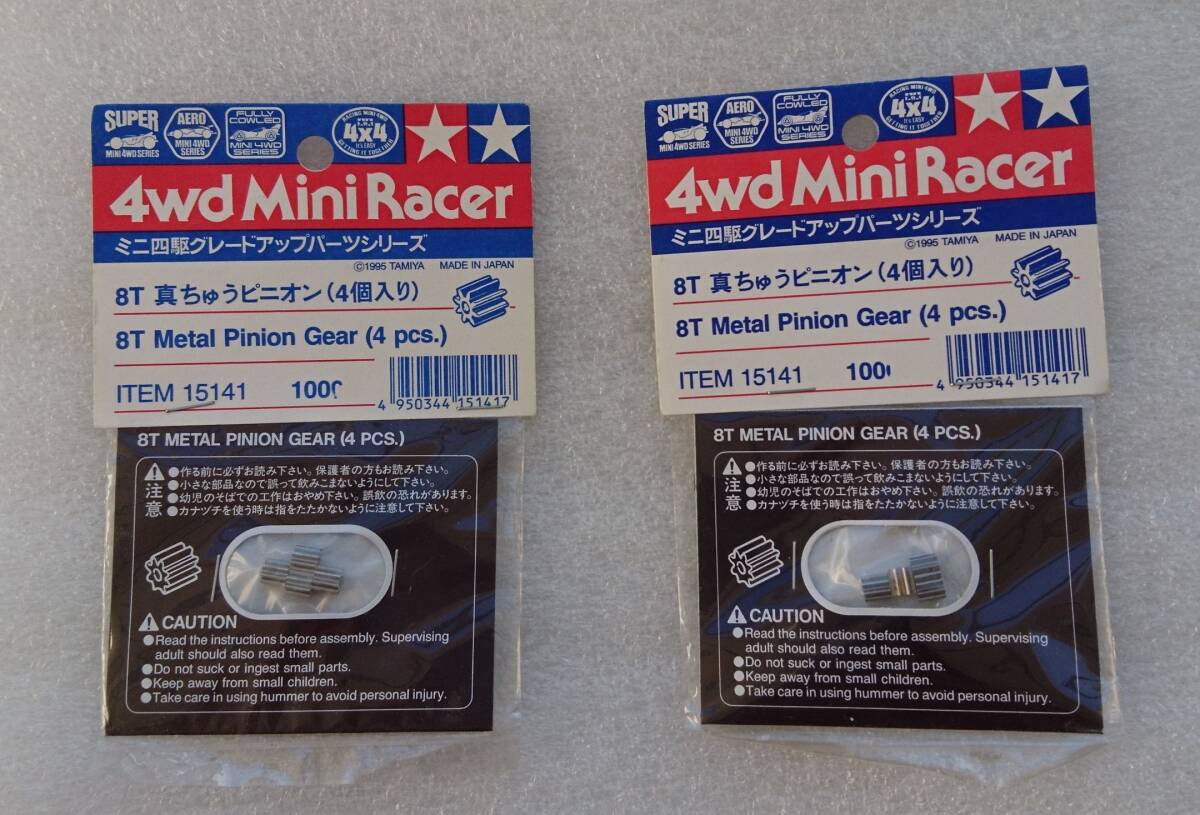 SUPER
MINI 4WD SERIES
AERO
MINI 4WD
SERIES
FULLY
COWLED
MINI 4WD
SERIES
RACING MINI 4WD
4x4
It's EASY
GETTING IT TOGETHER
4wd Mini Racer
ミニ四駆グレードアップパーツシリーズ
©1995 TAMIYA MADE IN JAPAN
8T 真ちゅうピニオン(4個入り)
8T Metal Pinion Gear (4 pcs.)
ITEM 15141 100
4 950344 151417
8T METAL PINION GEAR (4 PCS.)
注意
●作る前に必ずお読み下さい。保護者の方もお読み下さい。
●小さな部品なので誤って飲みこまないようにして下さい。
●幼児のそばでの工作はおやめ下さい。誤飲の恐れがあります。
●カナヅチを使う時は指をたたかないように注意して下さい。
CAUTION
●Read the instructions before assembly. Supervising
adult should also read them.
●Do not suck or ingest small parts.
●Keep away from small children.
●Take care in using hummer to avoid personal injury.
SUPER
MINI 4WD SERIES
AERO
MINI 4WD
SERIES
FULLY
COWLED
MINI 4WD
SERIES
RACING MINI 4WD
4x4
It's EASY
GETTING IT TOGETHER
4wd Mini Racer
ミニ四駆グレードアップパーツシリーズ
©1995 TAMIYA MADE IN JAPAN
8T 真ちゅうピニオン(4個入り)
8T Metal Pinion Gear (4 pcs.)
ITEM 15141 100
4 950344 151417
8T METAL PINION GEAR (4 PCS.)
注意
●作る前に必ずお読み下さい。保護者の方もお読み下さい。
●小さな部品なので誤って飲みこまないようにして下さい。
●幼児のそばでの工作はおやめ下さい。誤飲の恐れがあります。
●カナヅチを使う時は指をたたかないように注意して下さい。
CAUTION
●Read the instructions before assembly. Supervising
adult should also read them.
●Do not suck or ingest small parts.
●Keep away from small children.
●Take care in using hummer to avoid personal injury.